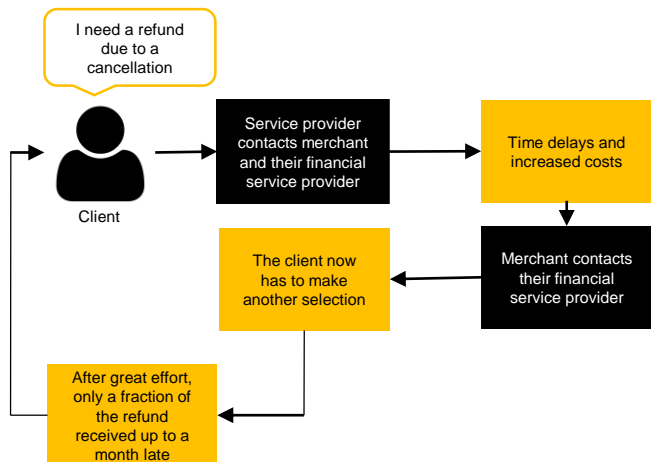 I need a refund
due to a
cancellation
Client
Service provider
contacts merchant
and their financial
service provider
Time delays and
increased costs
Merchant contacts
their financial
service provider
The client now
has to make
another selection
After great effort,
only a fraction of
the refund
received up to a
month late